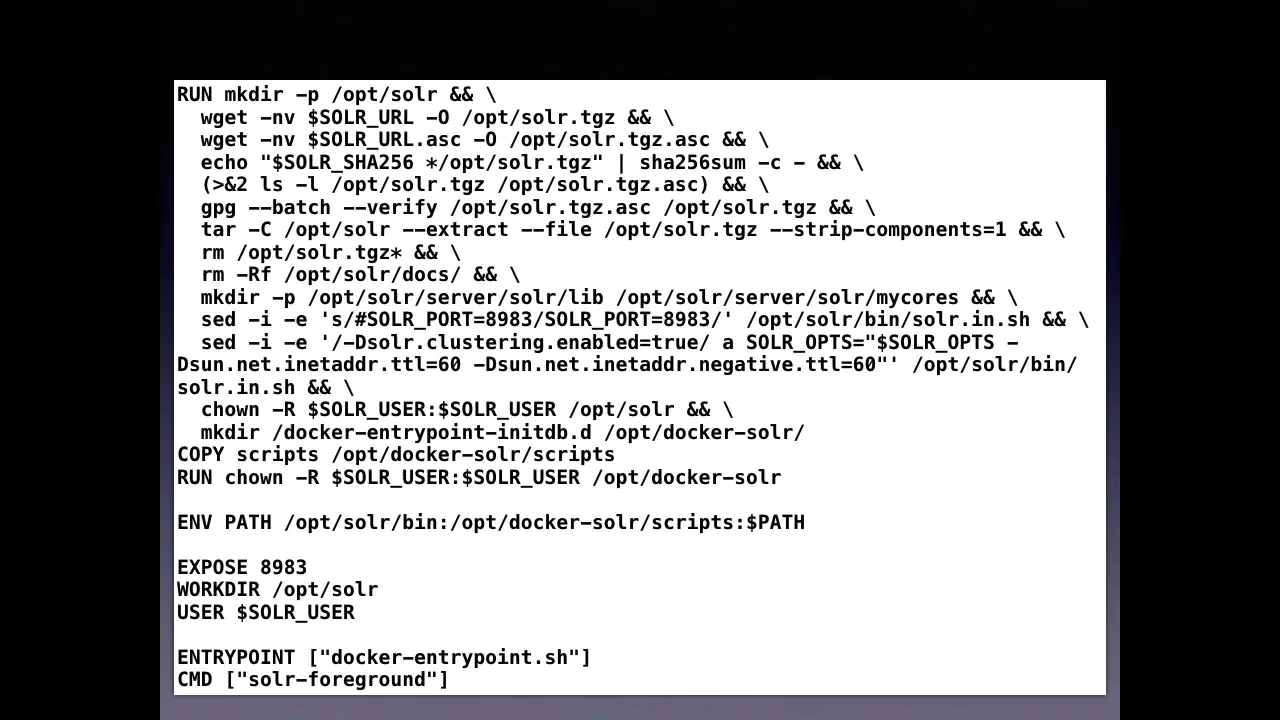 RUN mkdir -p /opt/solr && \
  wget -nv $SOLR_URL -O /opt/solr.tgz && \
  wget -nv $SOLR_URL.asc -O /opt/solr.tgz.asc && \
  echo "$SOLR_SHA256 */opt/solr.tgz" | sha256sum -c - && \
  (>&2 ls -l /opt/solr.tgz /opt/solr.tgz.asc) && \
  gpg --batch --verify /opt/solr.tgz.asc /opt/solr.tgz && \
  tar -C /opt/solr --extract --file /opt/solr.tgz --strip-components=1 && \
  rm /opt/solr.tgz* && \
  rm -Rf /opt/solr/docs/ && \
  mkdir -p /opt/solr/server/solr/lib /opt/solr/server/solr/mycores && \
  sed -i -e 's/#SOLR_PORT=8983/SOLR_PORT=8983/' /opt/solr/bin/solr.in.sh && \
  sed -i -e '/-Dsolr.clustering.enabled=true/ a SOLR_OPTS="$SOLR_OPTS -
Dsun.net.inetaddr.ttl=60 -Dsun.net.inetaddr.negative.ttl=60"' /opt/solr/bin/
solr.in.sh && \
  chown -R $SOLR_USER:$SOLR_USER /opt/solr && \
  mkdir /docker-entrypoint-initdb.d /opt/docker-solr/
COPY scripts /opt/docker-solr/scripts
RUN chown -R $SOLR_USER:$SOLR_USER /opt/docker-solr

ENV PATH /opt/solr/bin:/opt/docker-solr/scripts:$PATH

EXPOSE 8983
WORKDIR /opt/solr
USER $SOLR_USER

ENTRYPOINT ["docker-entrypoint.sh"]
CMD ["solr-foreground"]